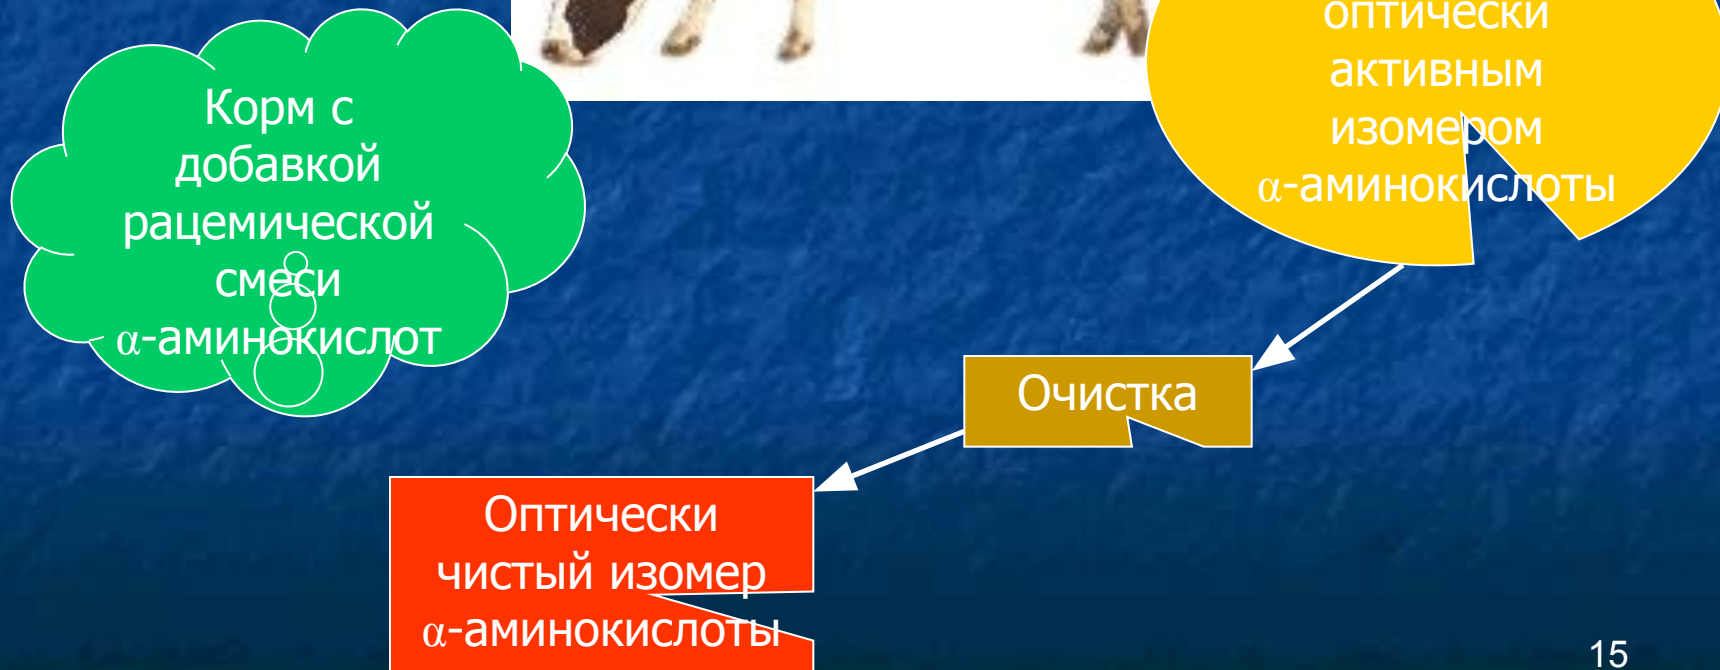 Корм с
добавкой
рацемической
смеси
α-аминокислот
оптически
активным
изомером
α-аминокислоты
Очистка
Оптически
чистый изомер
α-аминокислоты
15